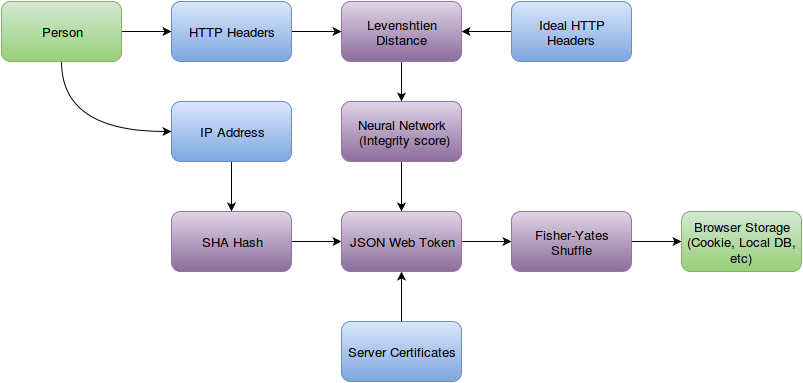 Person
HTTP Headers
Levenshtien
Distance
Ideal HTTP
Headers
IP Address
Neural Network
(Integrity score)
SHA Hash
JSON Web Token
Fisher-Yates
Shuffle
Browser Storage
(Cookie, Local DB,
etc)
Server Certificates